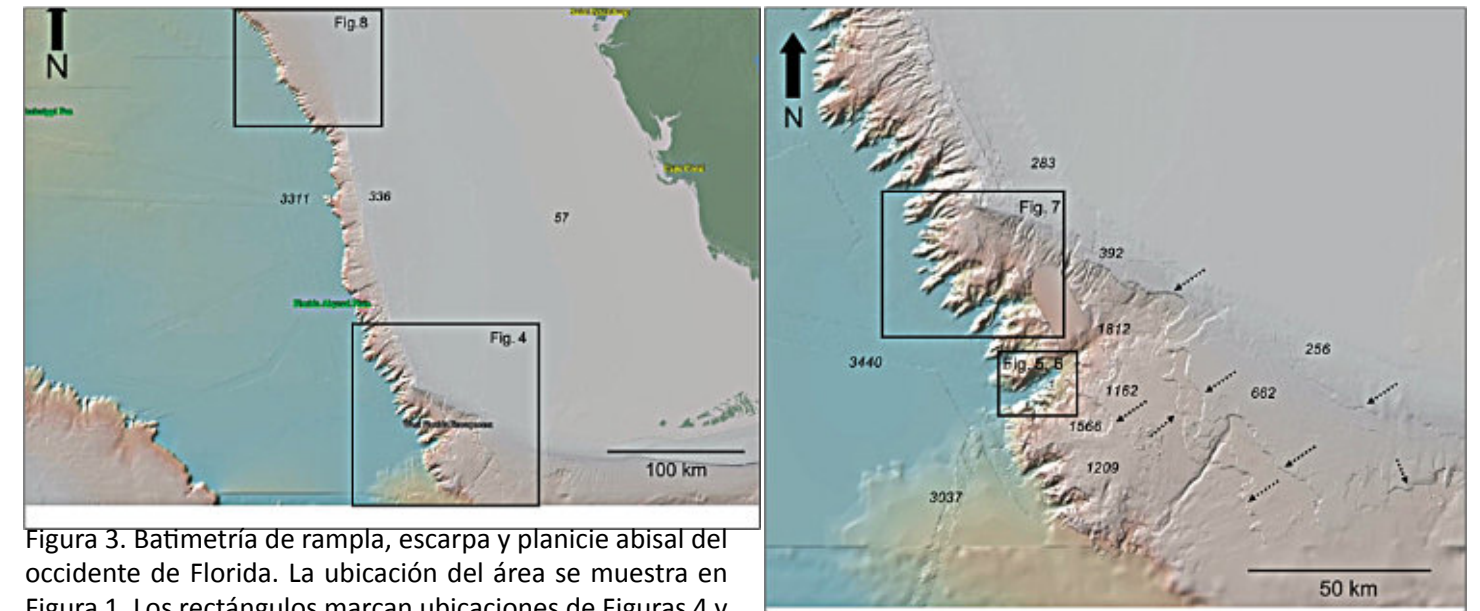 N
Fig.8
3311
336
57
Fig. 4
100 km
Figura 3. Batimetría de rampla, escarpa y planicie abisal del
occidente de Florida. La ubicación del área se muestra en
Figura 1. Los rectángulos marcan ubicaciones de Figuras 4 y
N
283
Fig. 7
392
1812
3440
256
Fig. 5, 6
1162
662
1566
1209
3037
50 km